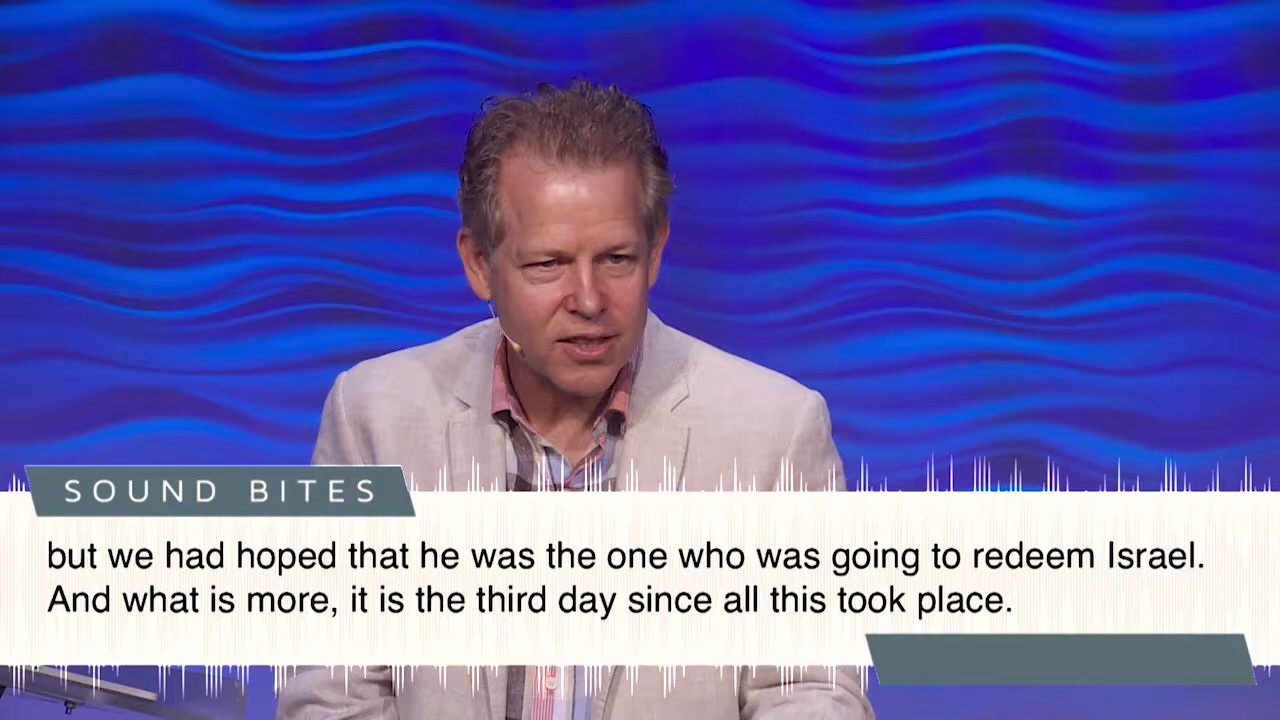 SOUND BITES
but we had hoped that he was the one who was going to redeem Israel.
And what is more, it is the third day since all this took place.